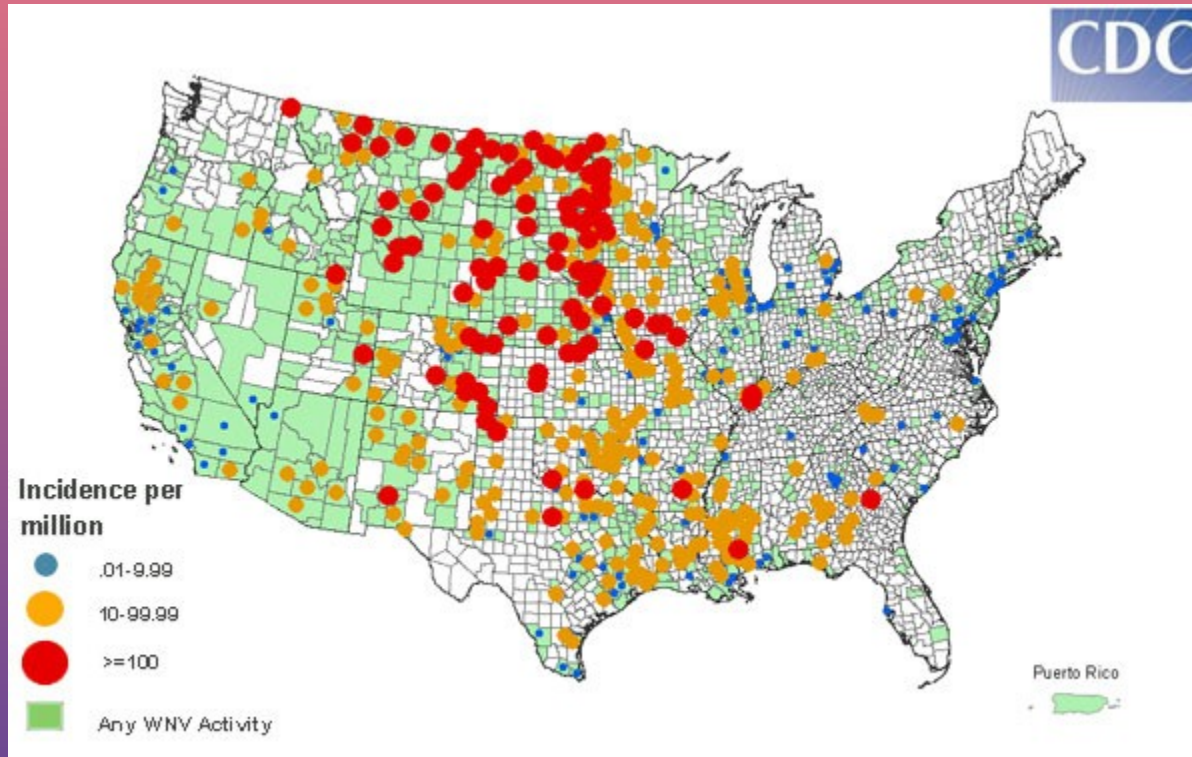 CDC
Incidence per
million
.01-9.99
10-99.99
>=100
Any WNV Activity
Puerto Rico